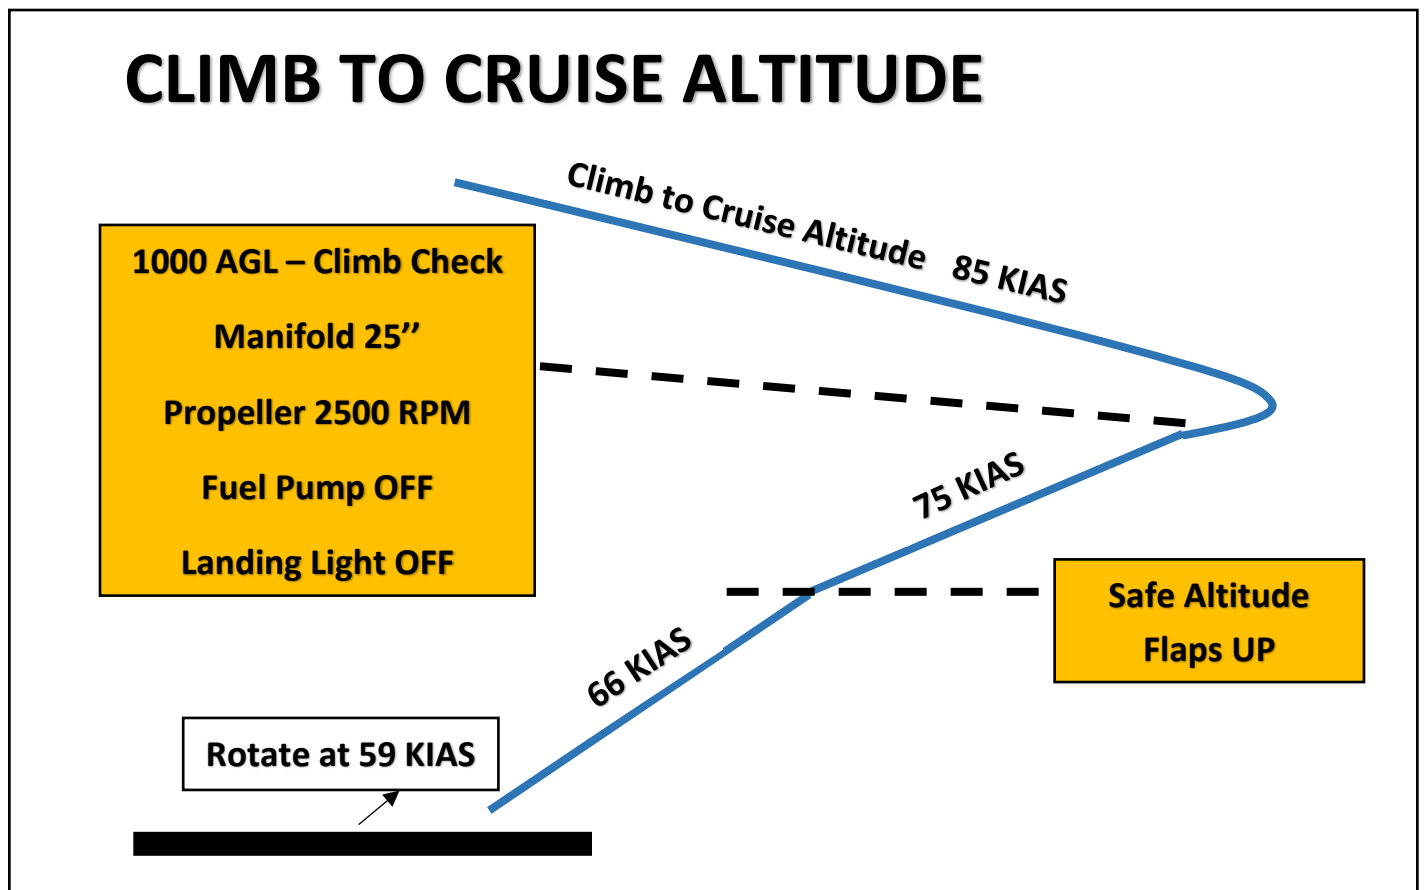 CLIMB TO CRUISE ALTITUDE
Climb to Cruise Altitude 85 KIAS
1000 AGL – Climb Check
Manifold 25’’
Propeller 2500 RPM
Fuel Pump OFF
Landing Light OFF
75 KIAS
Safe Altitude
Flaps UP
66 KIAS
Rotate at 59 KIAS